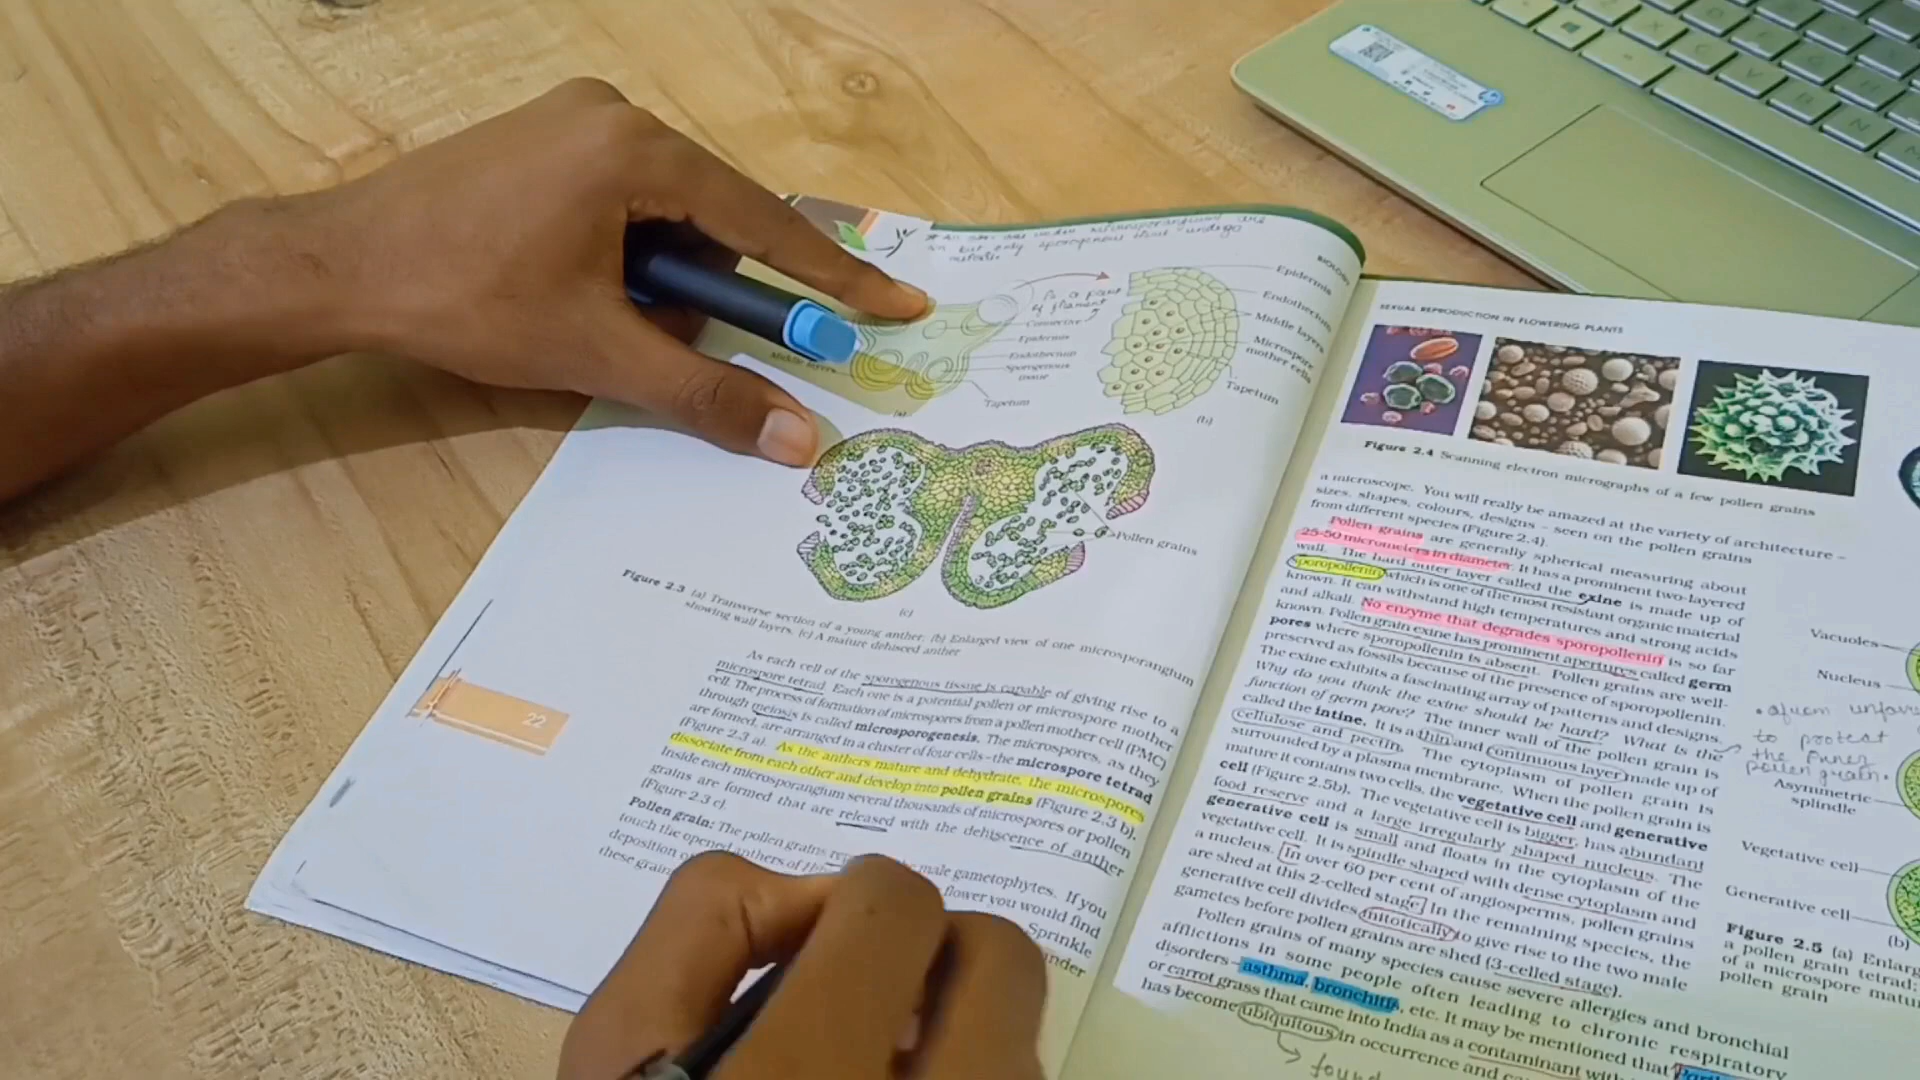 BIOLOGY
Epidermis
Endothecium
Middle layers
Microspore
mother cells
Tapetum
(b)
is a part
of filament
Connective
Epidermis
Endothecium
Sporogenous
tissue
Tapetum
Middle layers
(a)
Pollen grains
(c)
Figure 2.3 (a) Transverse section of a young anther; (b) Enlarged view of one microsporangium
showing wall layers; (c) A mature dehisced anther
As each cell of the sporogenous tissue is capable of giving rise to a
microspore tetrad. Each one is a potential pollen or microspore mother
cell. The process of formation of microspores from a pollen mother cell (PMC)
through meiosis is called microsporogenesis. The microspores, as they
are formed, are arranged in a cluster of four cells–the microspore tetrad
(Figure 2.3 a). As the anthers mature and dehydrate, the microspores
dissociate from each other and develop into pollen grains (Figure 2.3 b).
Inside each microsporangium several thousands of microspores or pollen
grains are formed that are released with the dehiscence of anther
(Figure 2.3 c).
Pollen grain: The pollen grains male gametophytes. If you
touch the opened anthers of flower you would find
deposition Sprinkle
these grain under
22
SEXUAL REPRODUCTION IN FLOWERING PLANTS
Figure 2.4 Scanning electron micrographs of a few pollen grains
a microscope. You will really be amazed at the variety of architecture –
sizes, shapes, colours, designs – seen on the pollen grains
from different species (Figure 2.4).
Pollen grains are generally spherical measuring about
25-50 micrometers in diameter. It has a prominent two-layered
wall. The hard outer layer called the exine is made up of
sporopollenin which is one of the most resistant organic material
known. It can withstand high temperatures and strong acids
and alkali. No enzyme that degrades sporopollenin is so far
known. Pollen grain exine has prominent apertures called germ
pores where sporopollenin is absent. Pollen grains are well-
preserved as fossils because of the presence of sporopollenin.
The exine exhibits a fascinating array of patterns and designs.
Why do you think the exine should be hard? What is the
function of germ pore? The inner wall of the pollen grain is
called the intine. It is a thin and continuous layer made up of
cellulose and pectin. The cytoplasm of pollen grain is
surrounded by a plasma membrane. When the pollen grain is
mature it contains two cells, the vegetative cell and generative
cell (Figure 2.5b). The vegetative cell is bigger, has abundant
food reserve and a large irregularly shaped nucleus. The
generative cell is small and floats in the cytoplasm of the
vegetative cell. It is spindle shaped with dense cytoplasm and
a nucleus. In over 60 per cent of angiosperms, pollen grains
are shed at this 2-celled stage. In the remaining species, the
generative cell divides mitotically to give rise to the two male
gametes before pollen grains are shed (3-celled stage).
Pollen grains of many species cause severe allergies and bronchial
afflictions in some people often leading to chronic respiratory
disorders– asthma, bronchitis, etc. It may be mentioned that
or carrot grass that came into India as a contaminant with
has become ubiquitous in occurrence and
found
Vacuoles
Nucleus
to protect
the inner
pollen grain.
Asymmetric
spindle
Vegetative cell
Generative cell
(b)
Figure 2.5 (a)
a pollen grain tetrad;
of a microspore
pollen grain